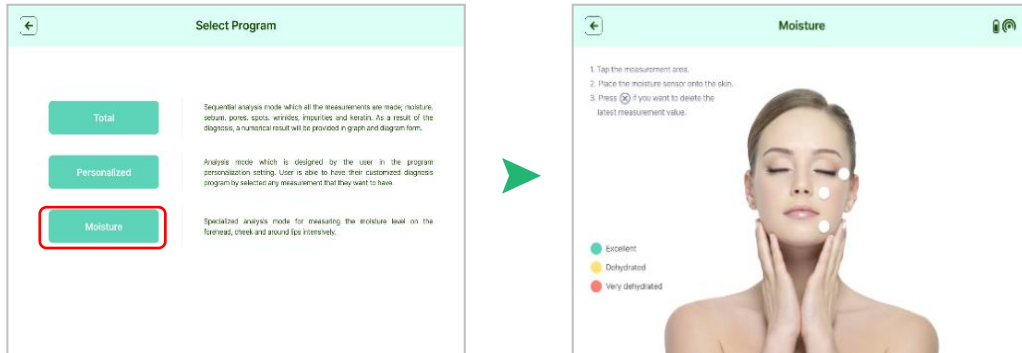 Select Program
Total
Sequential analysis mode which all the measurements are made; moisture,
sebum, pores, spots, wrinkles, impurities and keratin. As a result of the
diagnosis, a numerical result will be provided in graph and diagram form.
Personalized
Analysis mode which is designed by the user in the program
personalization setting. User is able to have their customized diagnosis
program by selected any measurement that they want to have.
Moisture
Specialized analysis mode for measuring the moisture level on the
forehead, cheek and around lips intensively.
Moisture
1. Tap the measurement area.
2. Place the moisture sensor onto the skin.
3. Press ⓧ if you want to delete the
latest measurement value.
Excellent
Dehydrated
Very dehydrated